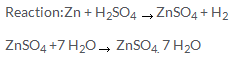 Reaction:Zn + H₂SO₄ → ZnSO₄ + H₂
ZnSO₄ +7 H₂O → ZnSO₄. 7 H₂O